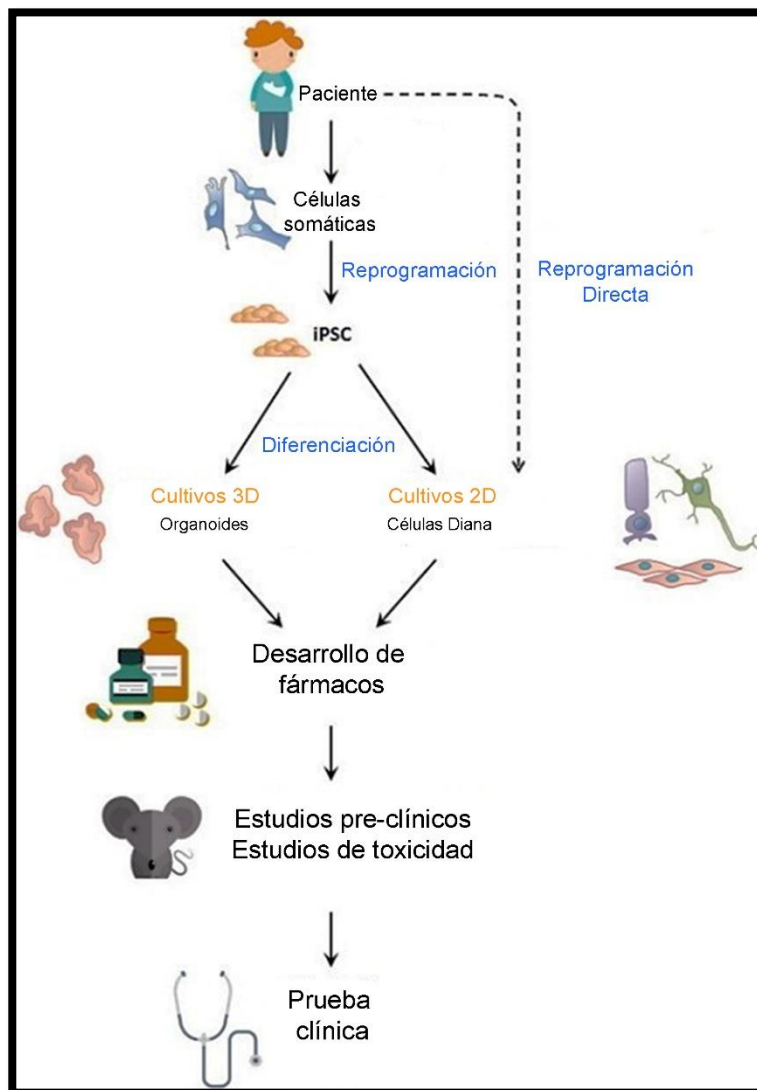 Paciente
Células
somáticas
Reprogramación
Reprogramación
Directa
iPSC
Diferenciación
Cultivos 3D
Organoides
Cultivos 2D
Células Diana
Desarrollo de
fármacos
Estudios pre-clínicos
Estudios de toxicidad
Prueba
clínica